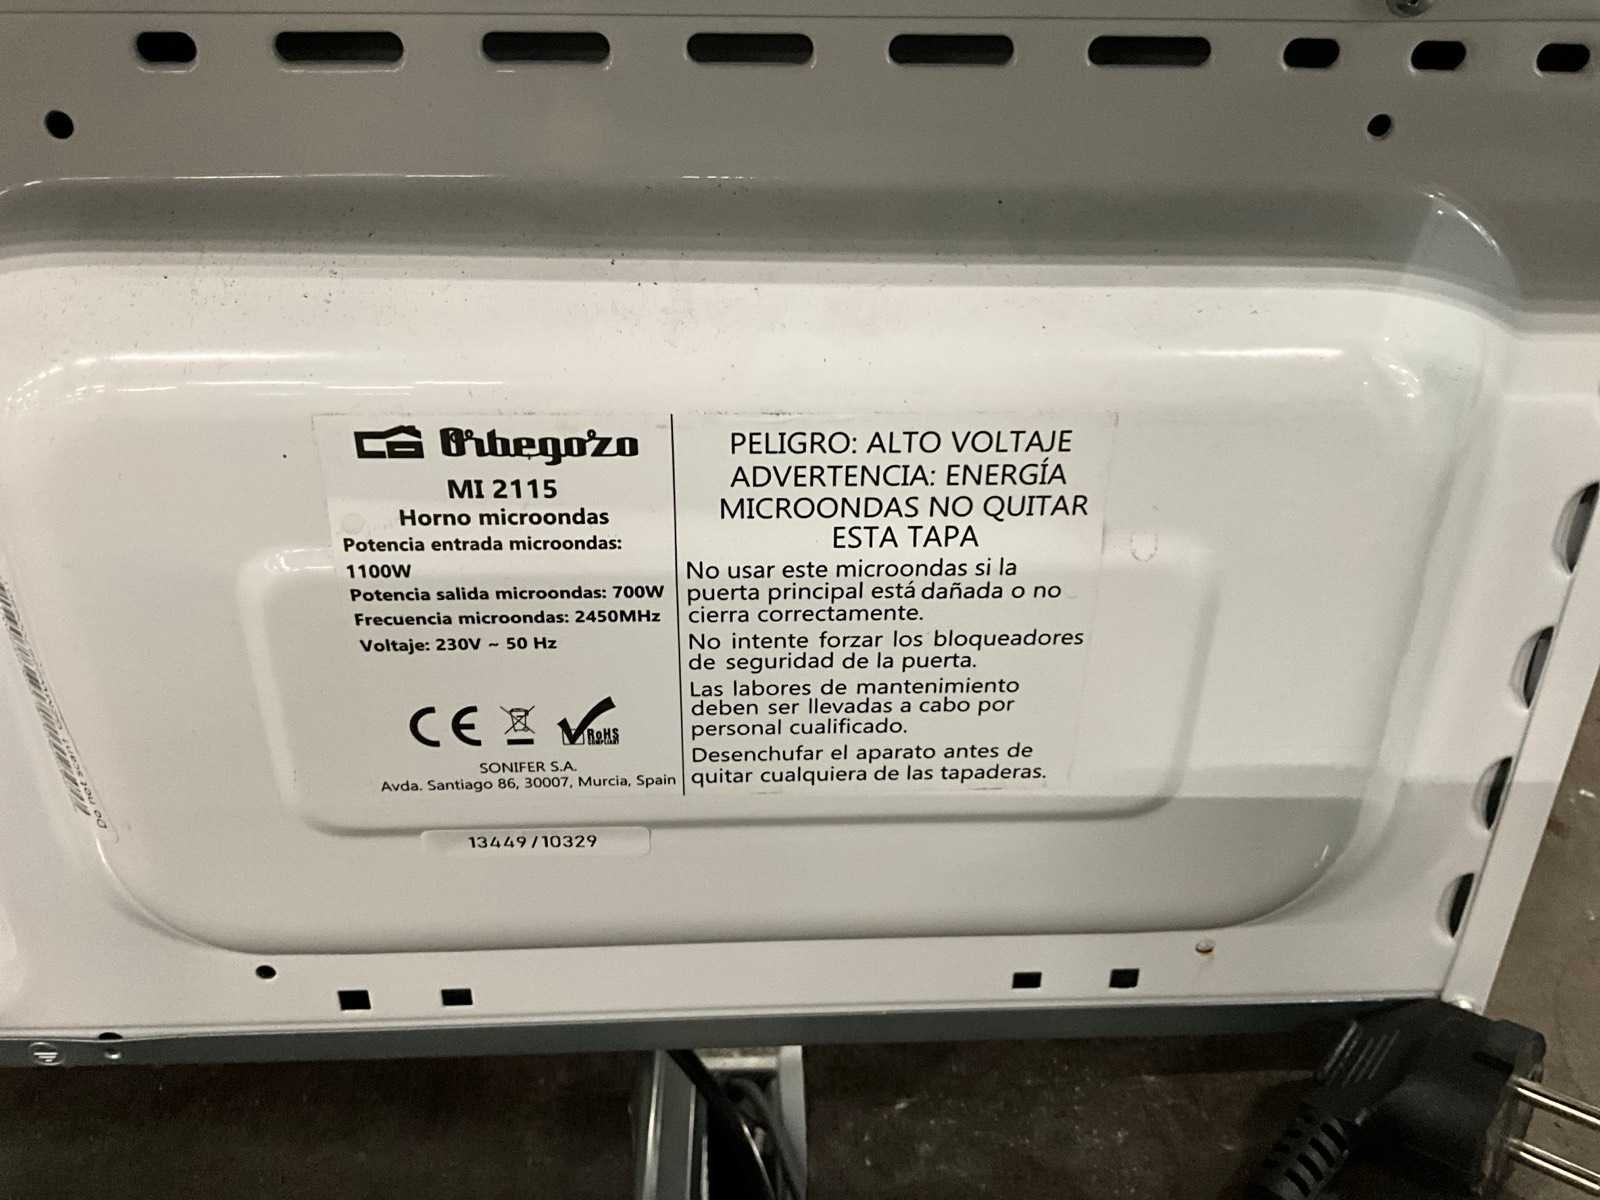 Orbegozo
MI 2115
Horno microondas
Potencia entrada microondas:
1100W
Potencia salida microondas: 700W
Frecuencia microondas: 2450MHz
Voltaje: 230V ~ 50 Hz
CE
RoHS
COMPLIANT
SONIFER S.A.
Avda. Santiago 86, 30007, Murcia, Spain
PELIGRO: ALTO VOLTAJE
ADVERTENCIA: ENERGÍA
MICROONDAS NO QUITAR
ESTA TAPA
No usar este microondas si la
puerta principal está dañada o no
cierra correctamente.
No intente forzar los bloqueadores
de seguridad de la puerta.
Las labores de mantenimiento
deben ser llevadas a cabo por
personal cualificado.
Desenchufar el aparato antes de
quitar cualquiera de las tapaderas.
13449/10329
Do not scan!